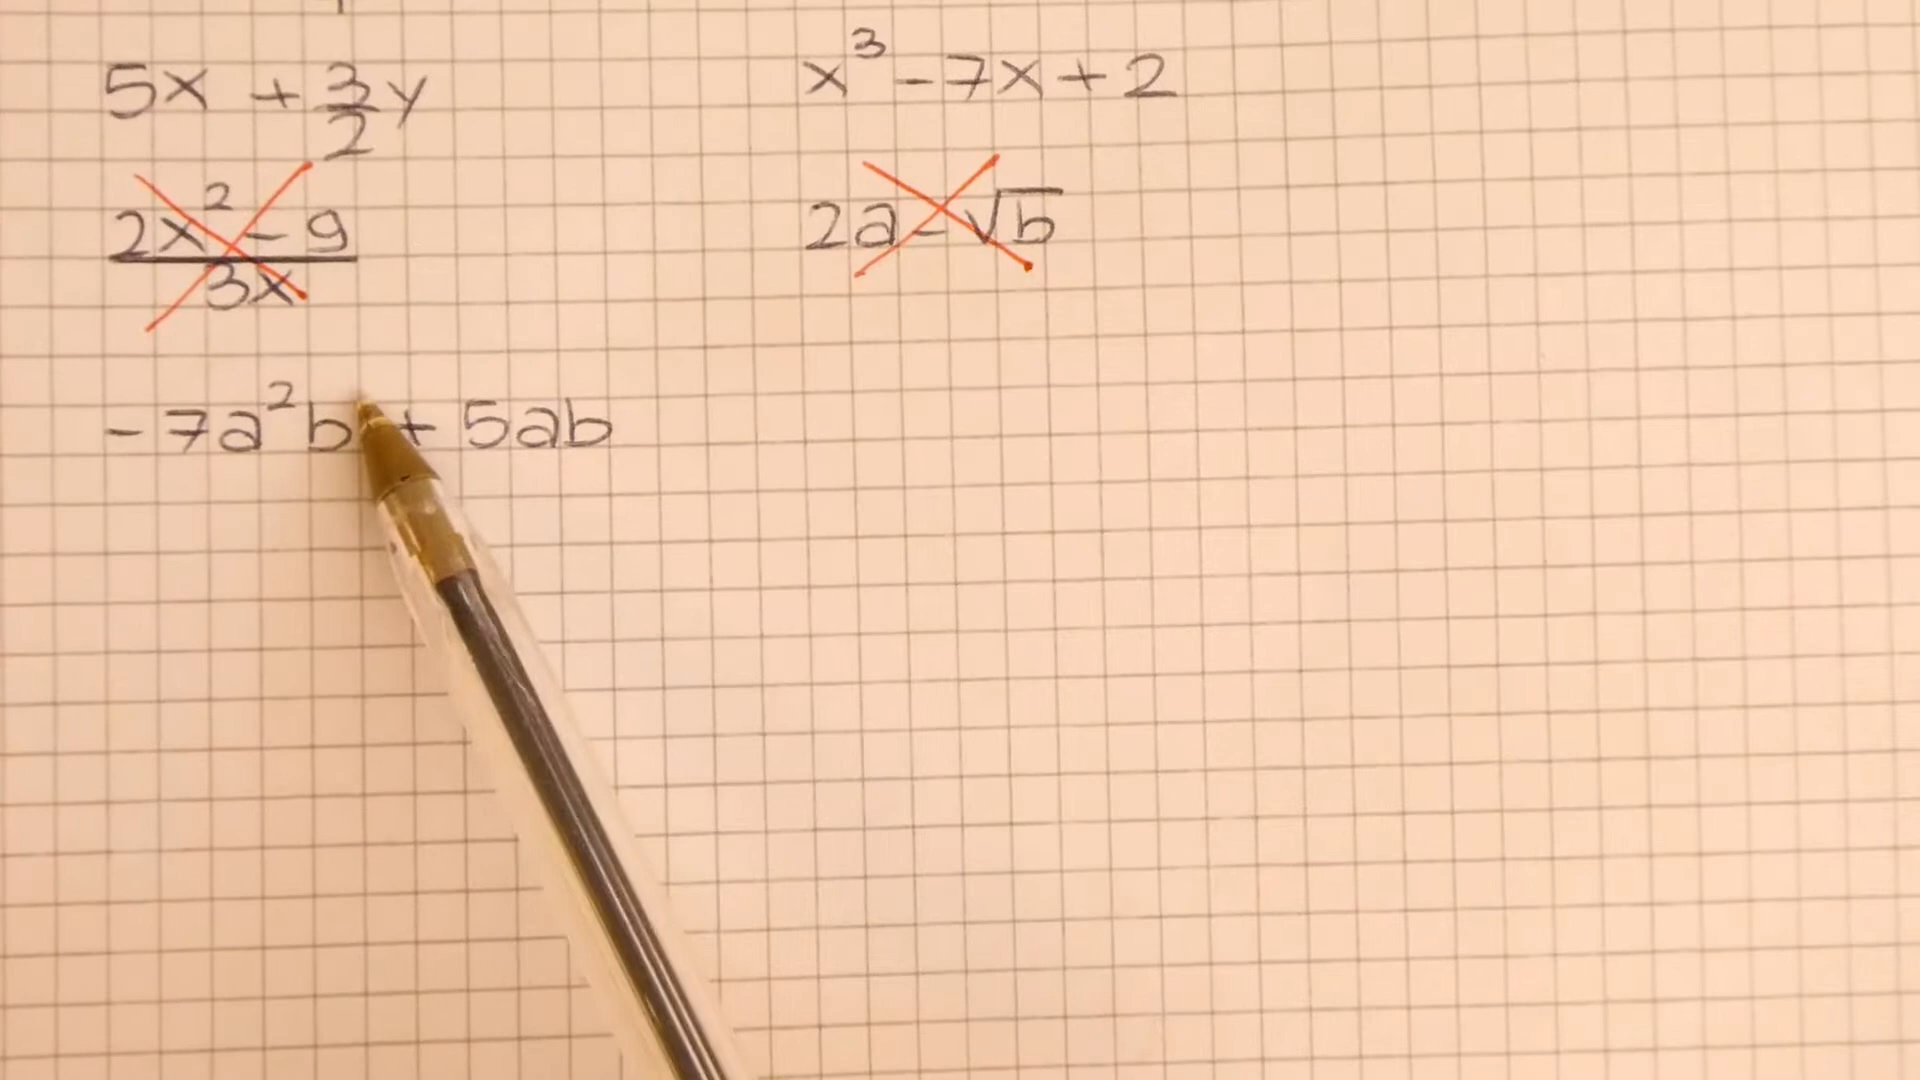 5x + 3/2 y
x³ - 7x + 2
2x² - 9 / 3x
2a - √b
- 7a²b + 5ab